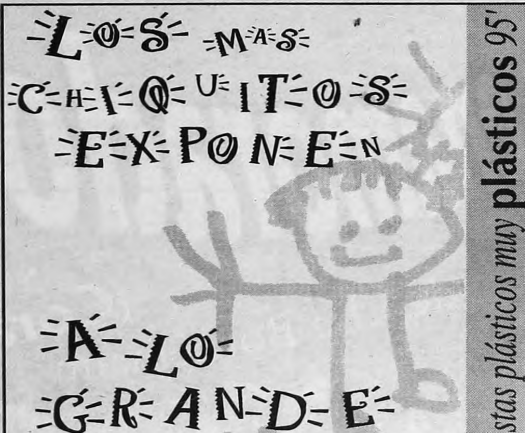 LOS MAS
CHIQUITOS
EXPONEN
A LO
GRANDE
stas plásticos muy plásticos 95'